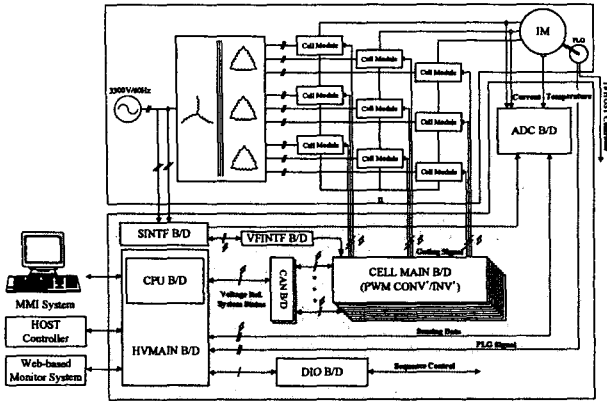 3300V/60Hz
Cell Module
Cell Module
Cell Module
Cell Module
Cell Module
Cell Module
Cell Module
Cell Module
Cell Module
IM
PLG
Current
Temperature
ADC B/D
SINTF B/D
VFINTF B/D
Gating Signal
CPU B/D
HVMAIN B/D
Voltage Ref.
System Status
CAN B/D
CELL MAIN B/D
(PWM CONV'/INV')
MMI System
HOST
Controller
Web-based
Monitor System
Sensing Data
PLG Signal
DIO B/D
Sequence Control